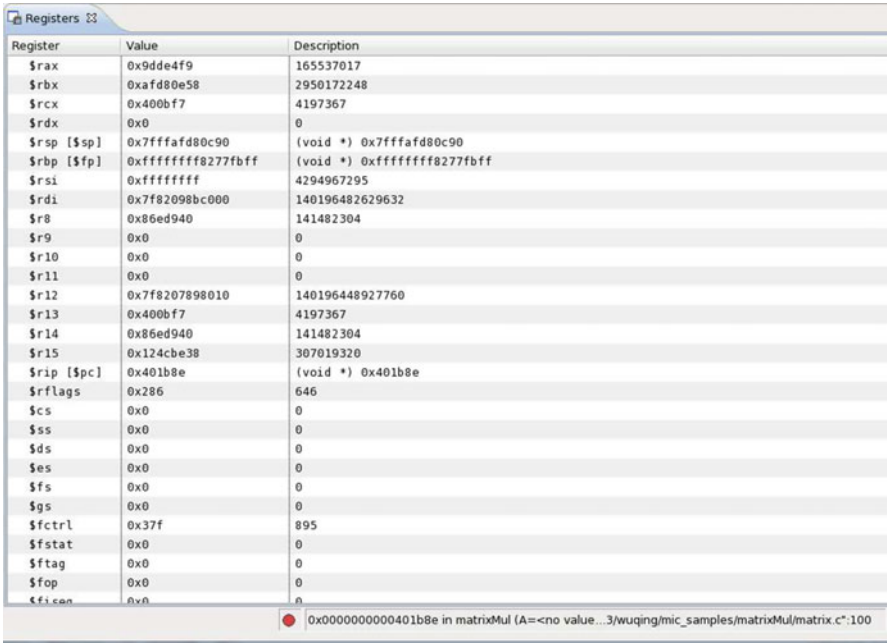 Registers
Register Value Description
$rax 0x9dde4f9 165537017
$rbx 0xafd80e58 2950172248
$rcx 0x400bf7 4197367
$rdx 0x0 0
$rsp [$sp] 0x7fffafd80c90 (void *) 0x7fffafd80c90
$rbp [$fp] 0xffffffff8277fbff (void *) 0xffffffff8277fbff
$rsi 0xffffffff 4294967295
$rdi 0x7f82098bc000 140196482629632
$r8 0x86ed940 141482304
$r9 0x0 0
$r10 0x0 0
$r11 0x0 0
$r12 0x7f8207898010 140196448927760
$r13 0x400bf7 4197367
$r14 0x86ed940 141482304
$r15 0x124cbe38 307019320
$rip [$pc] 0x401b8e (void *) 0x401b8e
$rflags 0x286 646
$cs 0x0 0
$ss 0x0 0
$ds 0x0 0
$es 0x0 0
$fs 0x0 0
$gs 0x0 0
$fctrl 0x37f 895
$fstat 0x0 0
$ftag 0x0 0
$fop 0x0 0
$fiseg 0x0 0
0x0000000000401b8e in matrixMul (A=<no value...3/wuqing/mic_samples/matrixMul/matrix.c":100